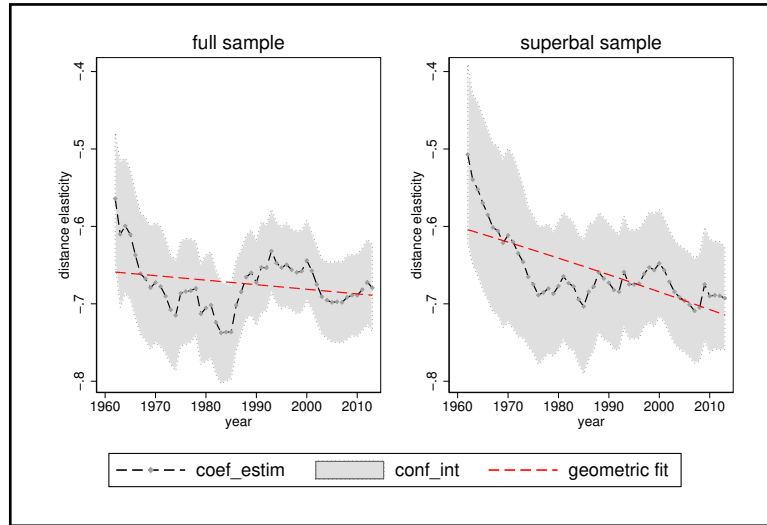 full sample
superbal sample
distance elasticity
-.4
-.5
-.6
-.7
-.8
1960 1970 1980 1990 2000 2010
year
distance elasticity
-.4
-.5
-.6
-.7
-.8
1960 1970 1980 1990 2000 2010
year
coef_estim conf_int geometric fit